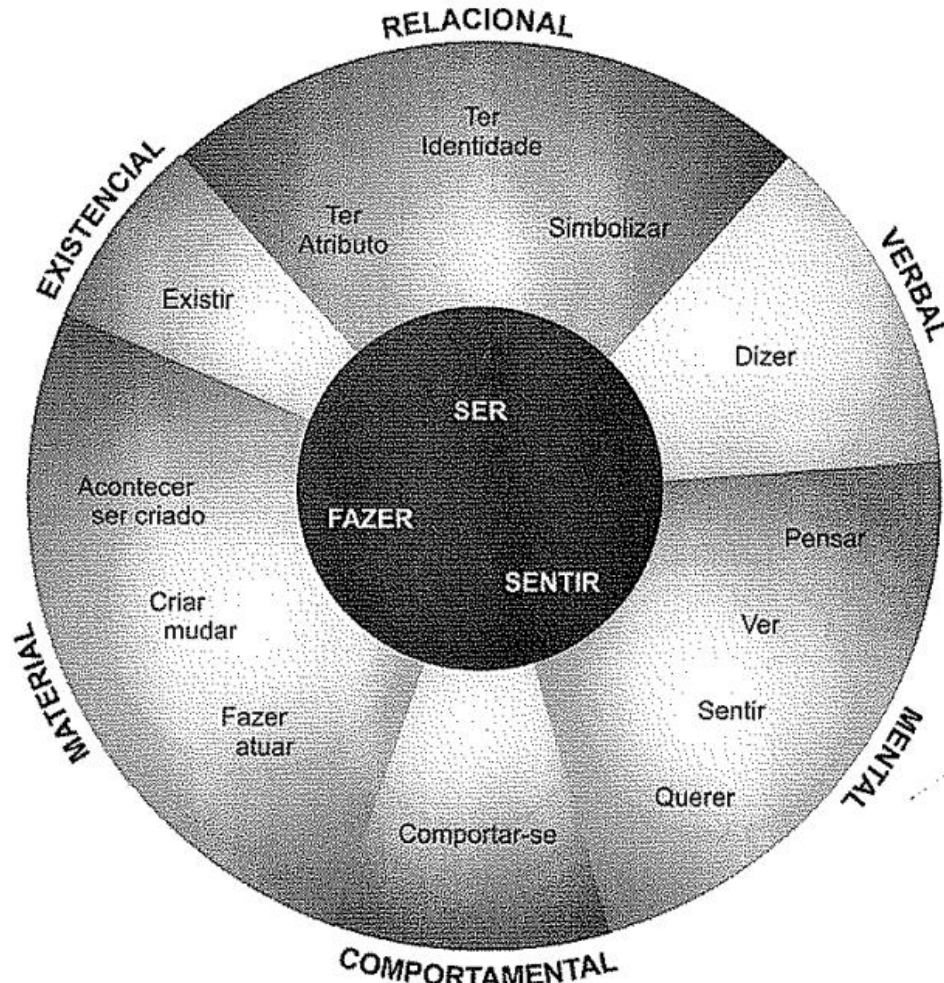 RELACIONAL
Ter
Identidade
Ter
Atributo
Simbolizar
EXISTENCIAL
Existir
VERBAL
Dizer
SER
FAZER
SENTIR
Acontecer
ser criado
Criar
mudar
Fazer
atuar
MATERIAL
Pensar
Ver
Sentir
Querer
MENTAL
Comportar-se
COMPORTAMENTAL